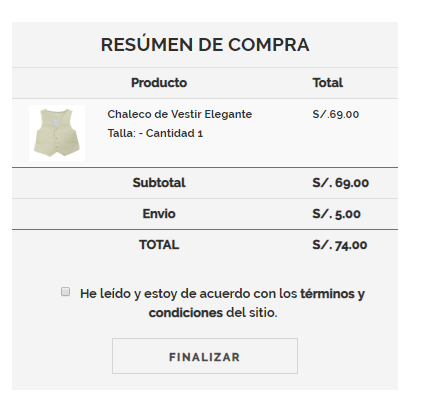 RESÚMEN DE COMPRA
Producto Total
Chaleco de Vestir Elegante S/.69.00
Talla: - Cantidad 1
Subtotal S/. 69.00
Envio S/. 5.00
TOTAL S/. 74.00
He leído y estoy de acuerdo con los términos y
condiciones del sitio.
FINALIZAR